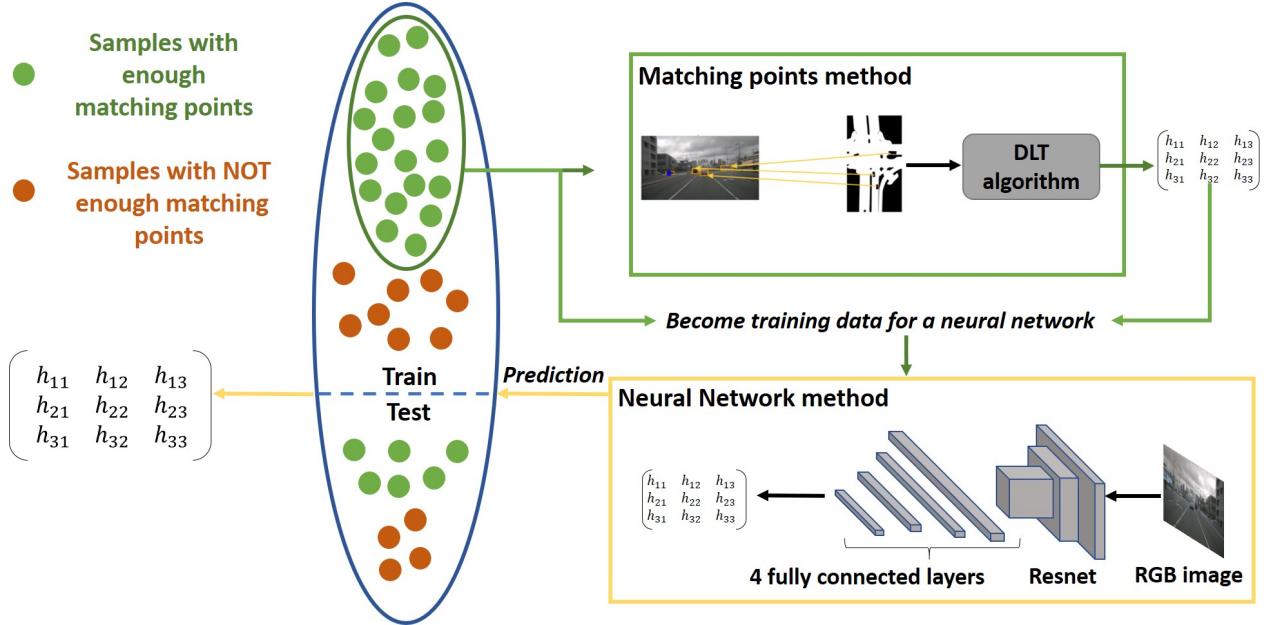 Samples with
enough
matching points
Samples with NOT
enough matching
points
Matching points method
DLT
algorithm
h11 h12 h13
h21 h22 h23
h31 h32 h33
Become training data for a neural network
Train
Test
Prediction
h11 h12 h13
h21 h22 h23
h31 h32 h33
Neural Network method
h11 h12 h13
h21 h22 h23
h31 h32 h33
4 fully connected layers
Resnet
RGB image